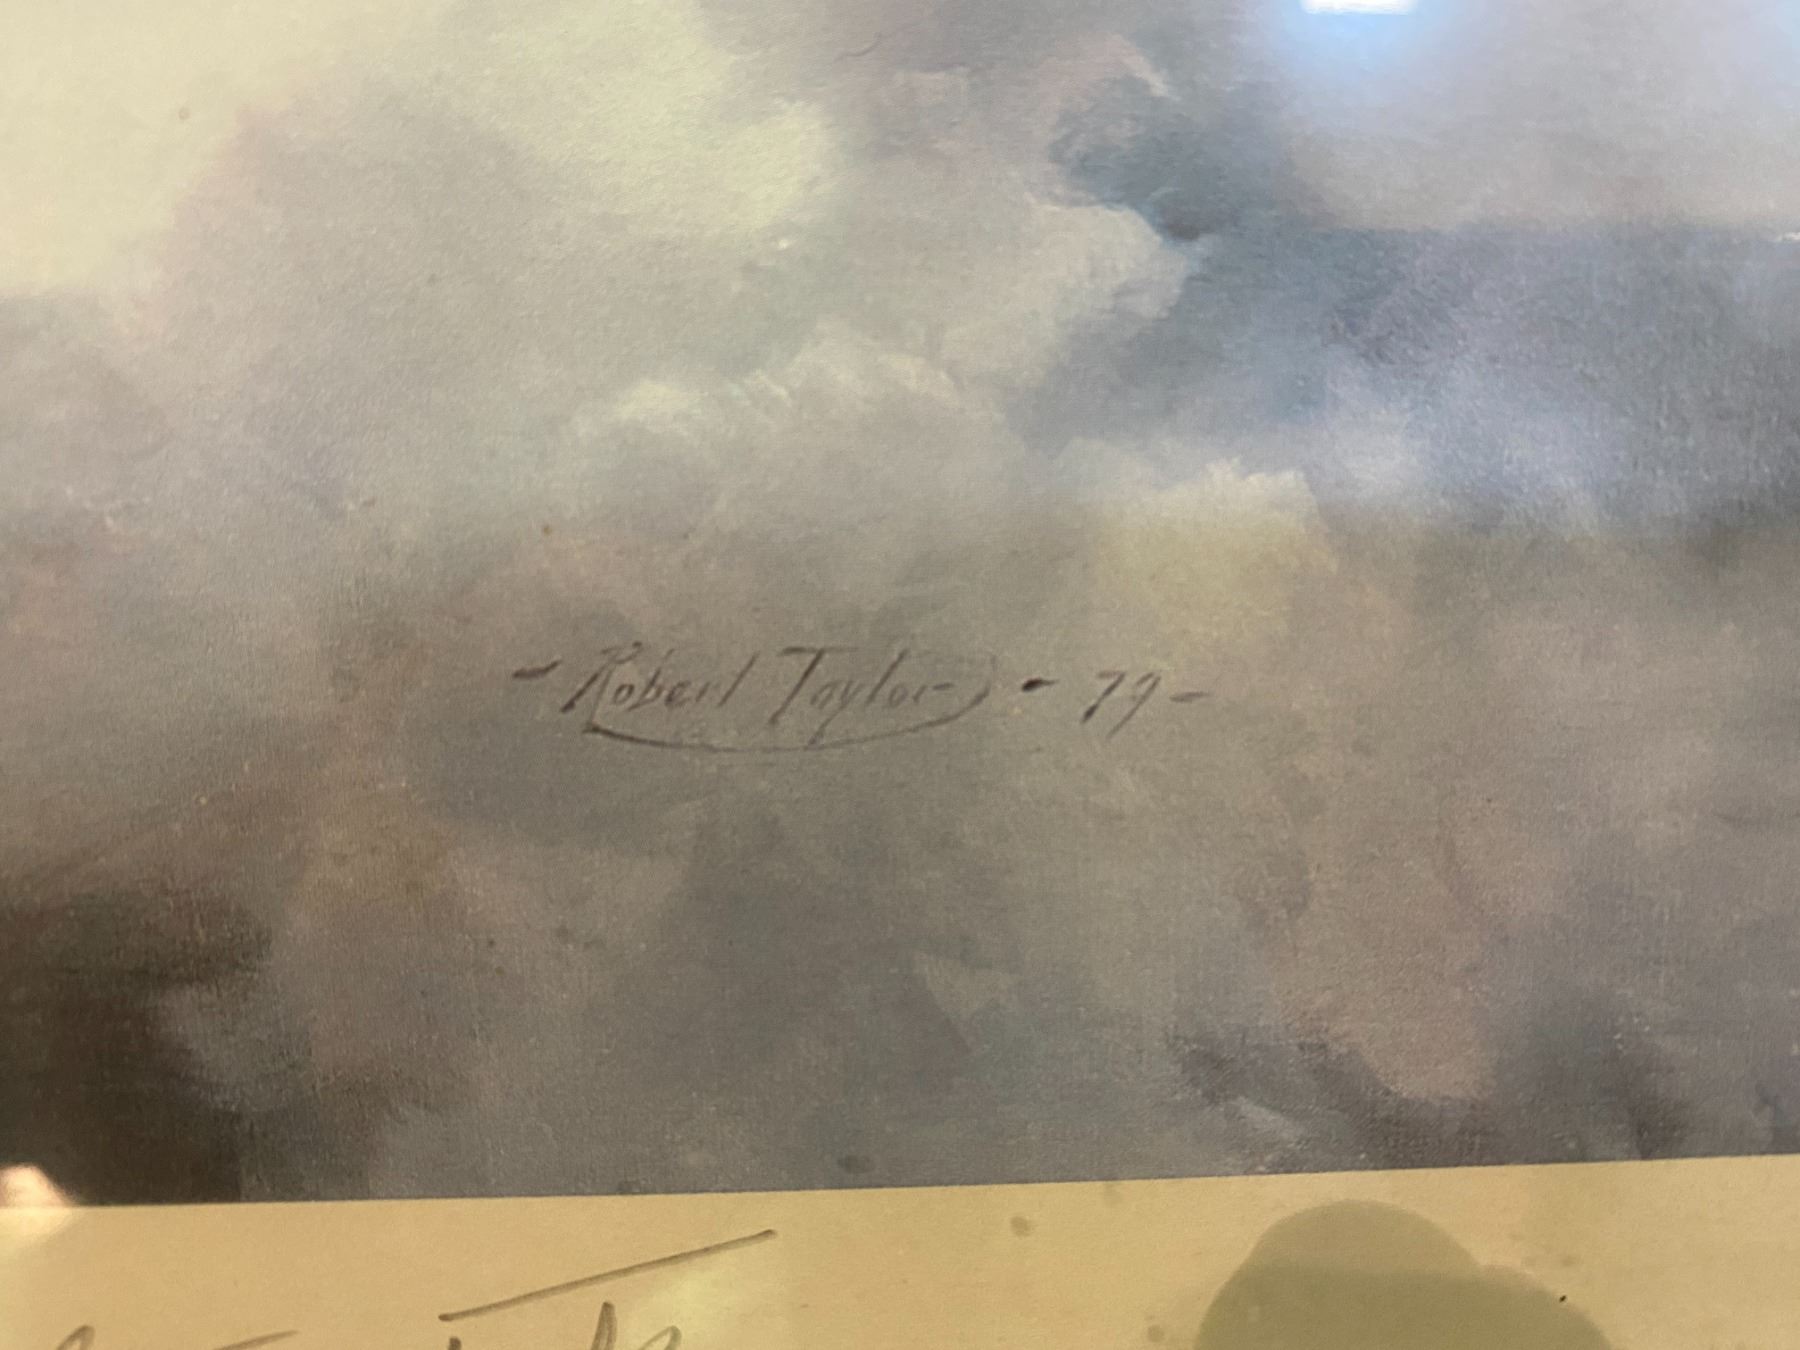 - Robert Taylor - 79 -